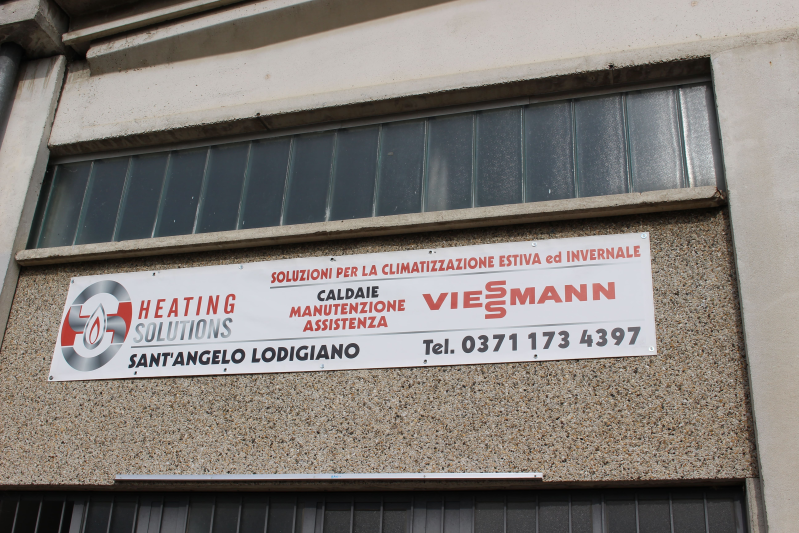 SOLUZIONI PER LA CLIMATIZZAZIONE ESTIVA ed INVERNALE
HEATING
SOLUTIONS
CALDAIE
MANUTENZIONE
ASSISTENZA
VIESSMANN
SANT'ANGELO LODIGIANO
Tel. 0371 173 4397